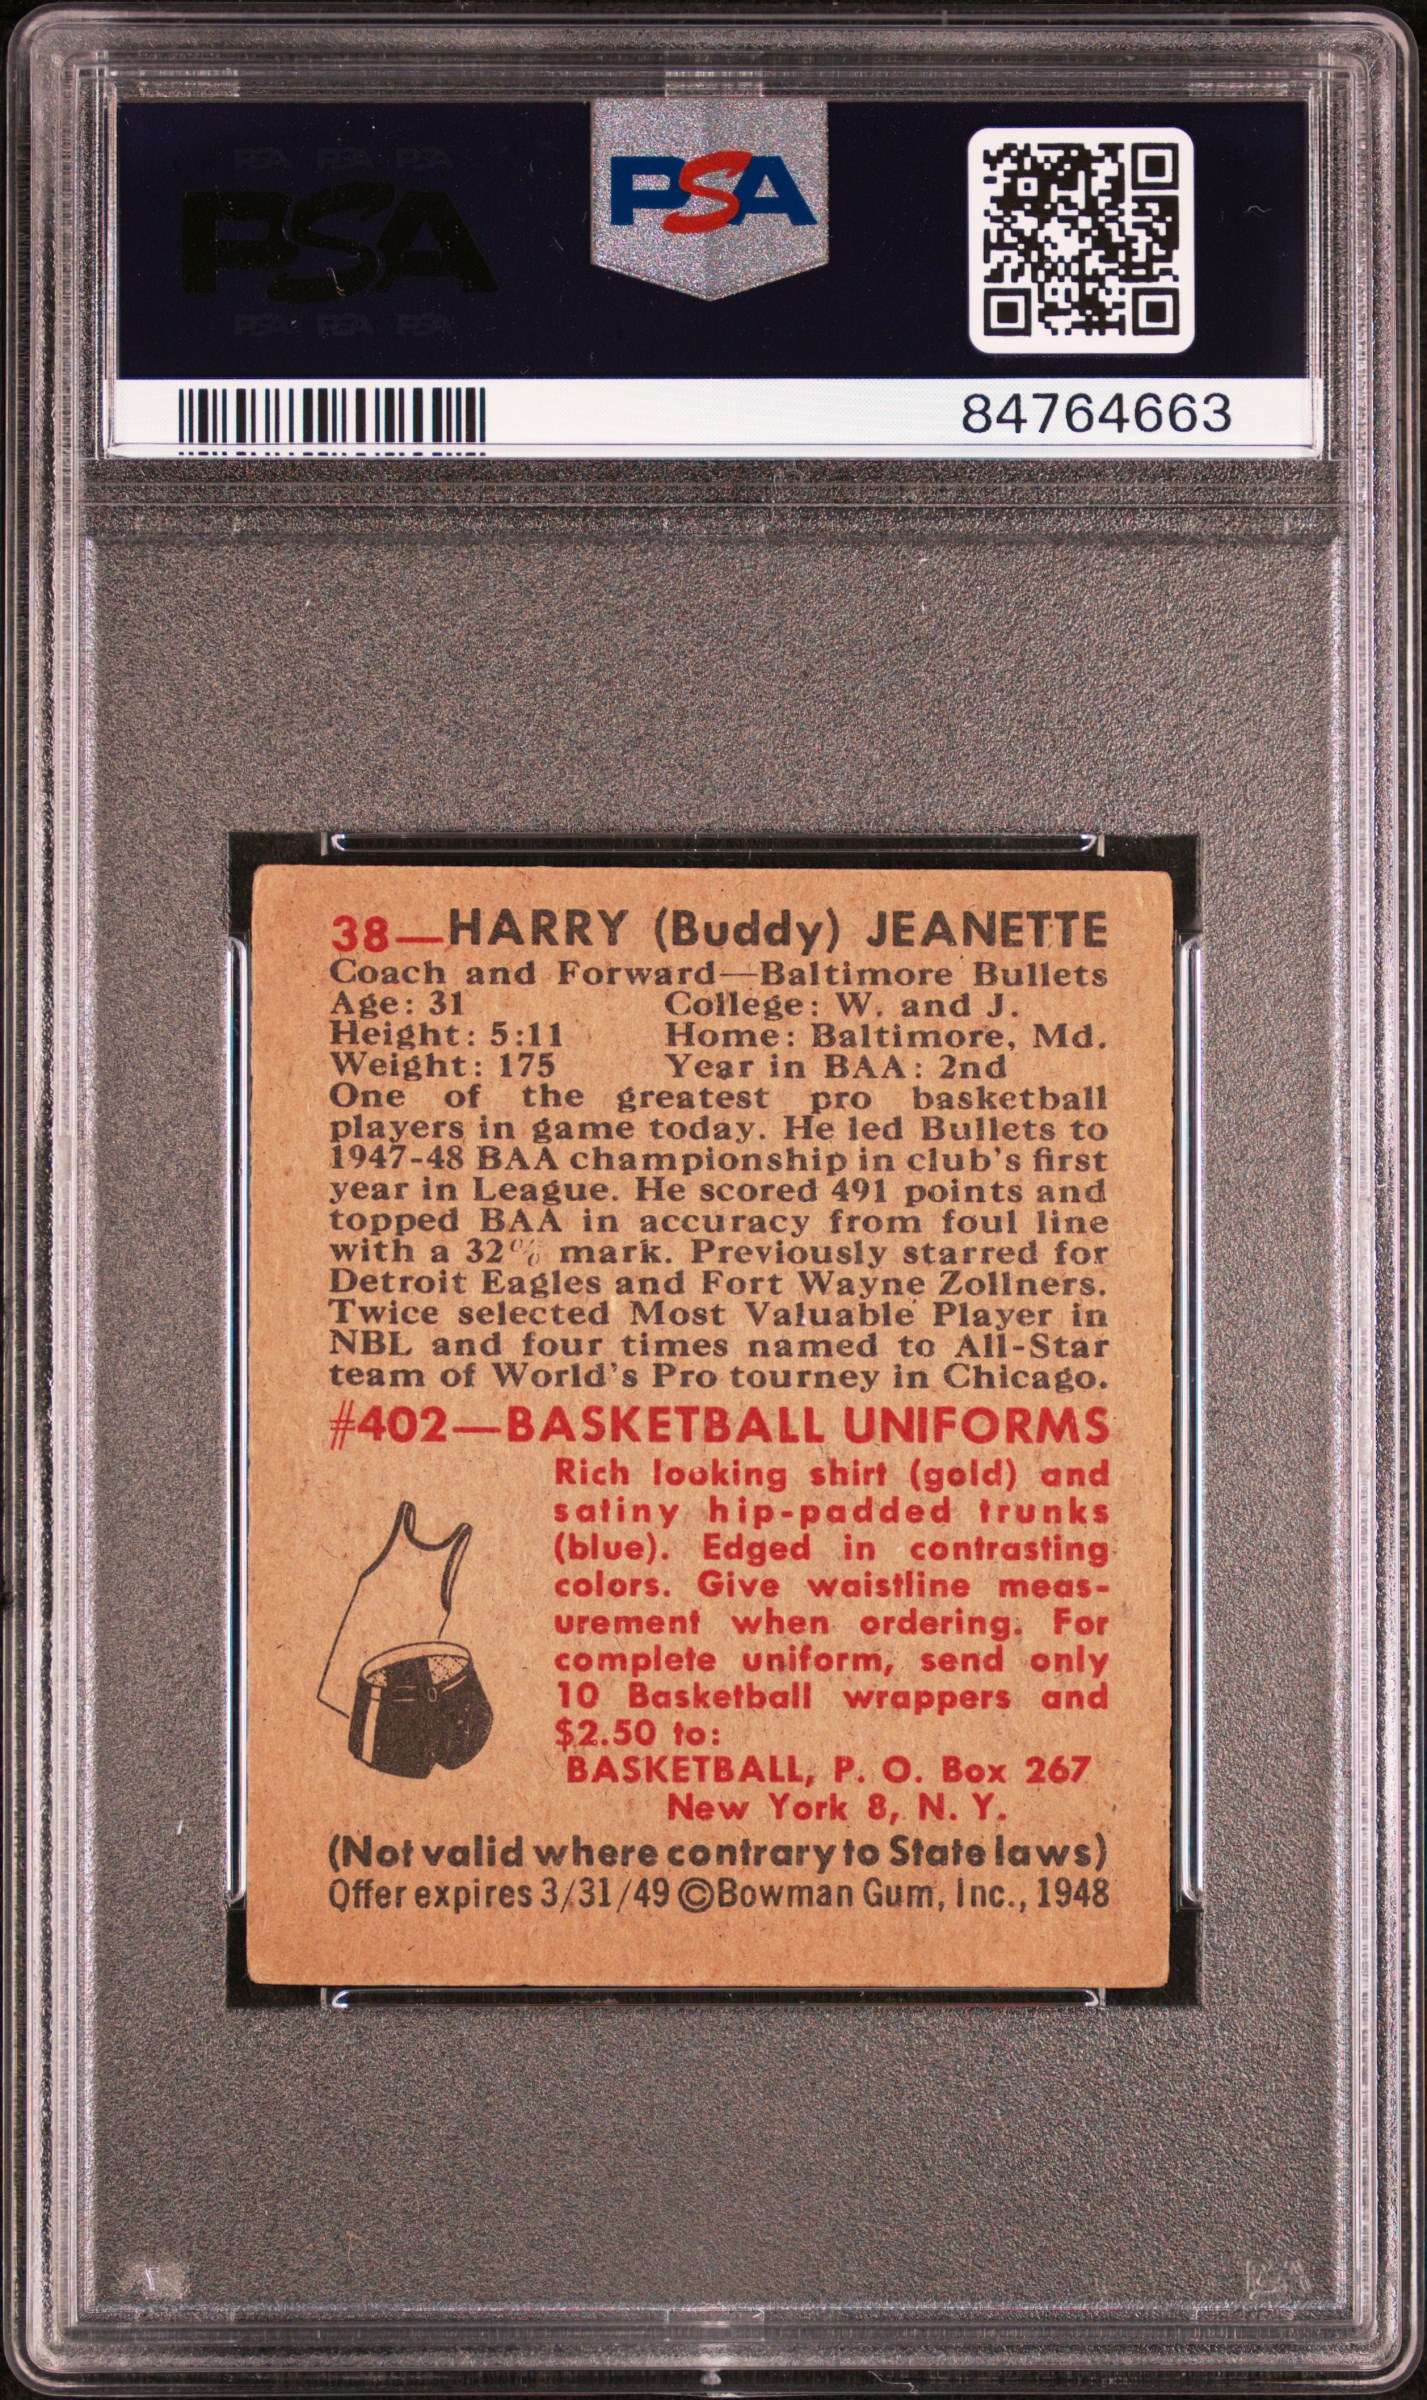 PSA PSA PSA
PSA
PSA PSA PSA
PSA
84764663
38—HARRY (Buddy) JEANETTE
Coach and Forward—Baltimore Bullets
Age: 31 College: W. and J.
Height: 5:11 Home: Baltimore, Md.
Weight: 175 Year in BAA: 2nd
One of the greatest pro basketball
players in game today. He led Bullets to
1947-48 BAA championship in club's first
year in League. He scored 491 points and
topped BAA in accuracy from foul line
with a 32% mark. Previously starred for
Detroit Eagles and Fort Wayne Zollners.
Twice selected Most Valuable Player in
NBL and four times named to All-Star
team of World's Pro tourney in Chicago.
#402—BASKETBALL UNIFORMS
Rich looking shirt (gold) and
satiny hip-padded trunks
(blue). Edged in contrasting
colors. Give waistline meas-
urement when ordering. For
complete uniform, send only
10 Basketball wrappers and
$2.50 to:
BASKETBALL, P. O. Box 267
New York 8, N. Y.
(Not valid where contrary to State laws)
Offer expires 3/31/49 ©Bowman Gum, Inc., 1948
PSA